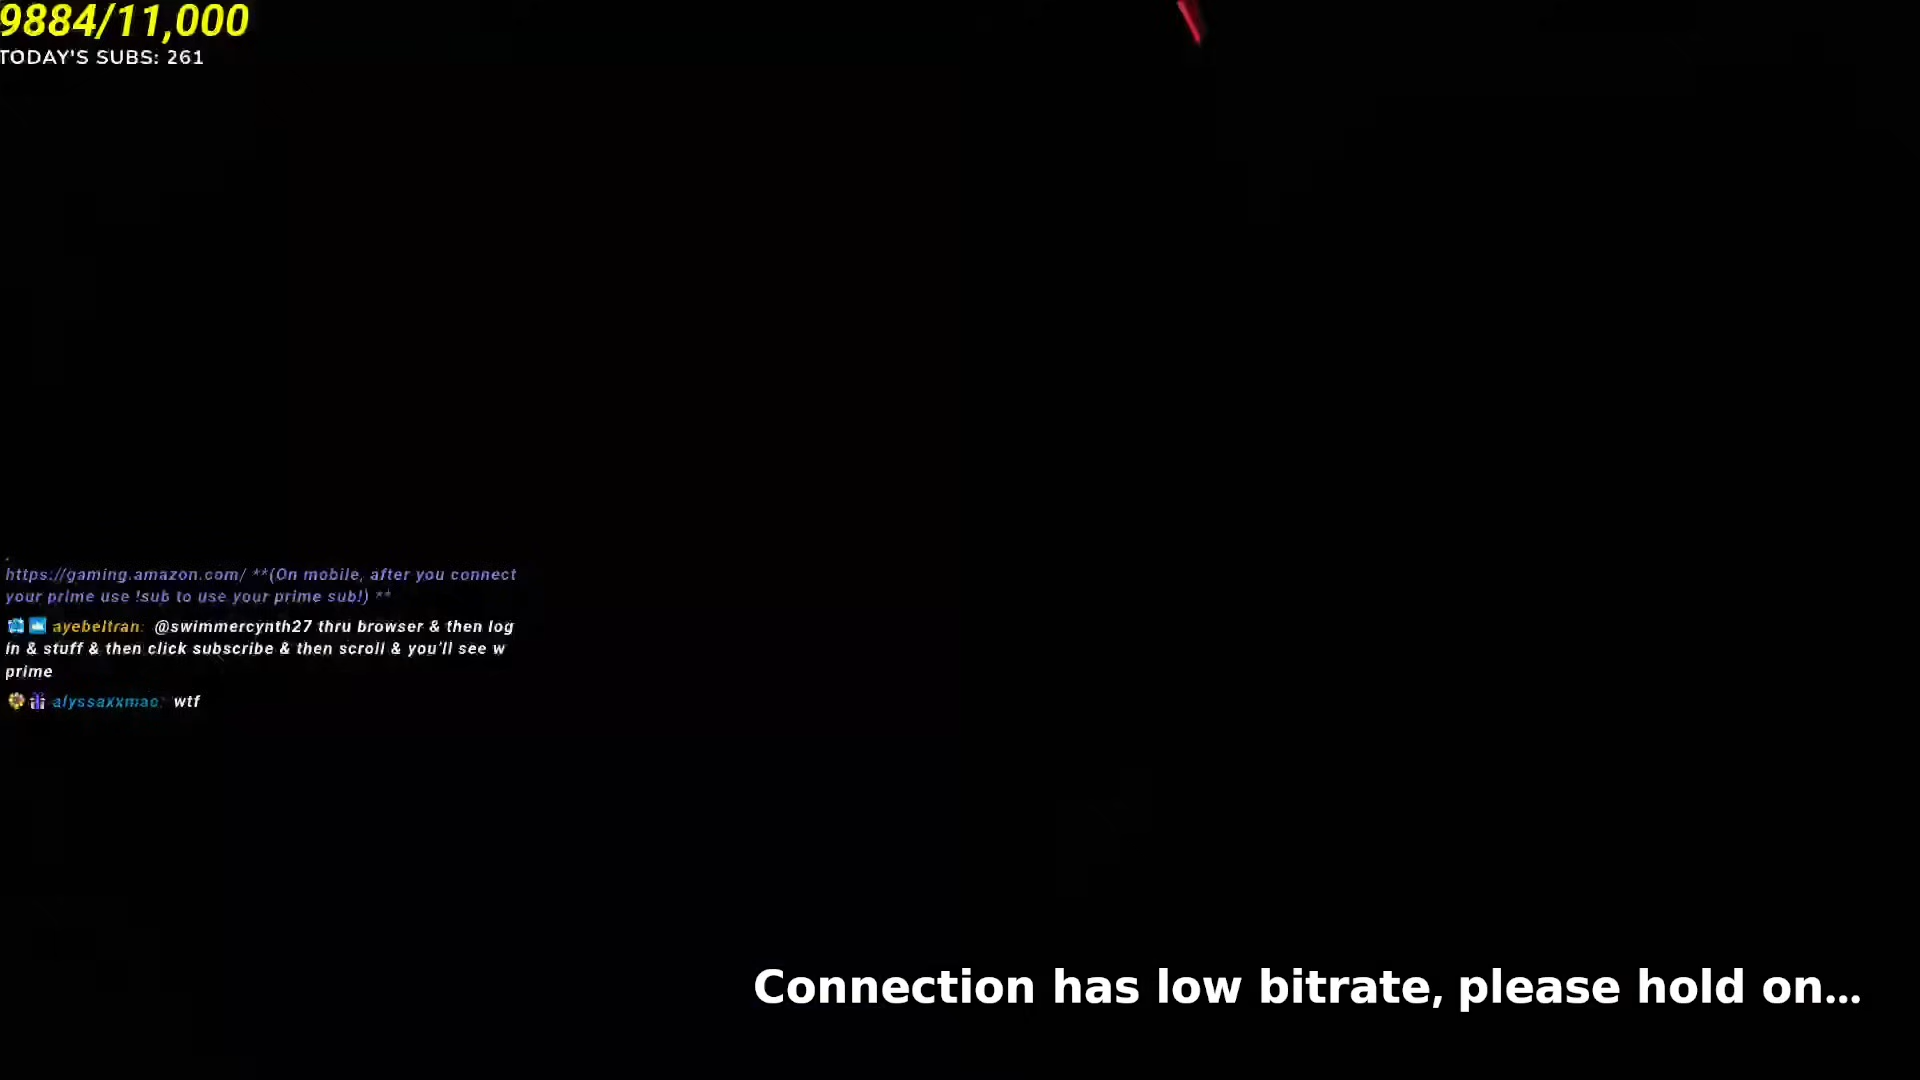 9884/11,000
TODAY'S SUBS: 261
https://gaming.amazon.com/ **(On mobile, after you connect
your prime use !sub to use your prime sub!) **
ayebeltran: @swimmercynth27 thru browser & then log
in & stuff & then click subscribe & then scroll & you'll see w
prime
alyssaxxmac: wtf
Connection has low bitrate, please hold on...